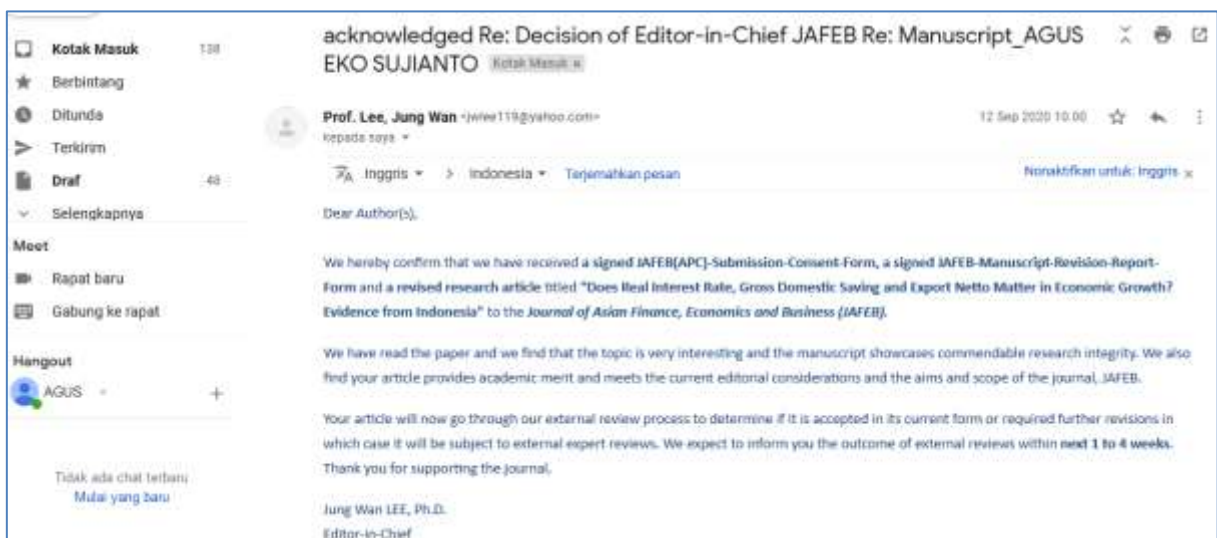 Kotak Masuk 138
Berbintang
Ditunda
Terkirim
Draf 48
Selengkapnya
Meet
Rapat baru
Gabung ke rapat
Hangout
AGUS
Tidak ada chat terbaru
Mulai yang baru
acknowledged Re: Decision of Editor-in-Chief JAFEB Re: Manuscript_AGUS
EKO SUJIANTO Kotak Masuk x
Prof. Lee, Jung Wan <jwlee119@yahoo.com> 12 Sep 2020 10.00
kepada saya
Inggris > Indonesia Terjemahkan pesan Nonaktifkan untuk: Inggris x
Dear Author(s),
We hereby confirm that we have received a signed JAFEB[APC]-Submission-Consent-Form, a signed JAFEB-Manuscript-Revision-Report-
Form and a revised research article titled "Does Real Interest Rate, Gross Domestic Saving and Export Netto Matter in Economic Growth?
Evidence from Indonesia" to the Journal of Asian Finance, Economics and Business (JAFEB).
We have read the paper and we find that the topic is very interesting and the manuscript showcases commendable research integrity. We also
find your article provides academic merit and meets the current editorial considerations and the aims and scope of the journal, JAFEB.
Your article will now go through our external review process to determine if it is accepted in its current form or required further revisions in
which case it will be subject to external expert reviews. We expect to inform you the outcome of external reviews within next 1 to 4 weeks.
Thank you for supporting the journal.
Jung Wan LEE, Ph.D.
Editor-in-Chief